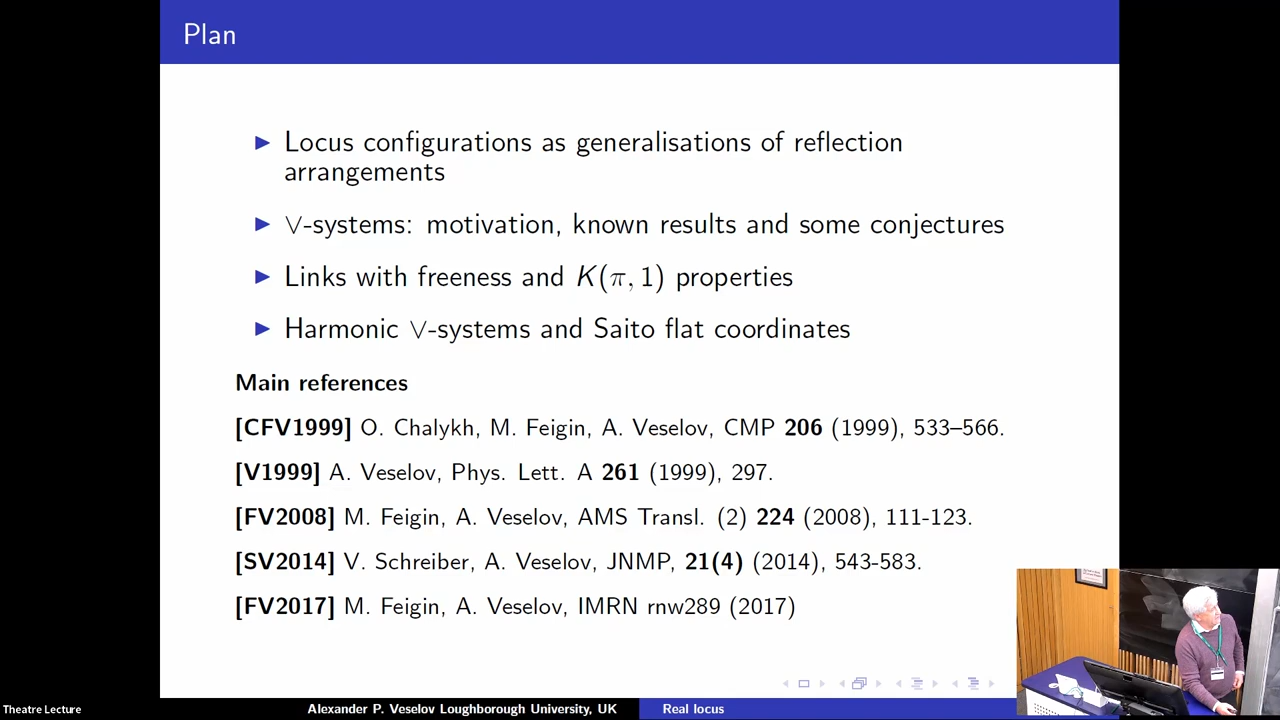 Plan
▶ Locus configurations as generalisations of reflection
arrangements
▶ ∨-systems: motivation, known results and some conjectures
▶ Links with freeness and K(π, 1) properties
▶ Harmonic ∨-systems and Saito flat coordinates
Main references
[CFV1999] O. Chalykh, M. Feigin, A. Veselov, CMP 206 (1999), 533–566.
[V1999] A. Veselov, Phys. Lett. A 261 (1999), 297.
[FV2008] M. Feigin, A. Veselov, AMS Transl. (2) 224 (2008), 111-123.
[SV2014] V. Schreiber, A. Veselov, JNMP, 21(4) (2014), 543-583.
[FV2017] M. Feigin, A. Veselov, IMRN rnw289 (2017)
Theatre Lecture
Alexander P. Veselov Loughborough University, UK
Real locus